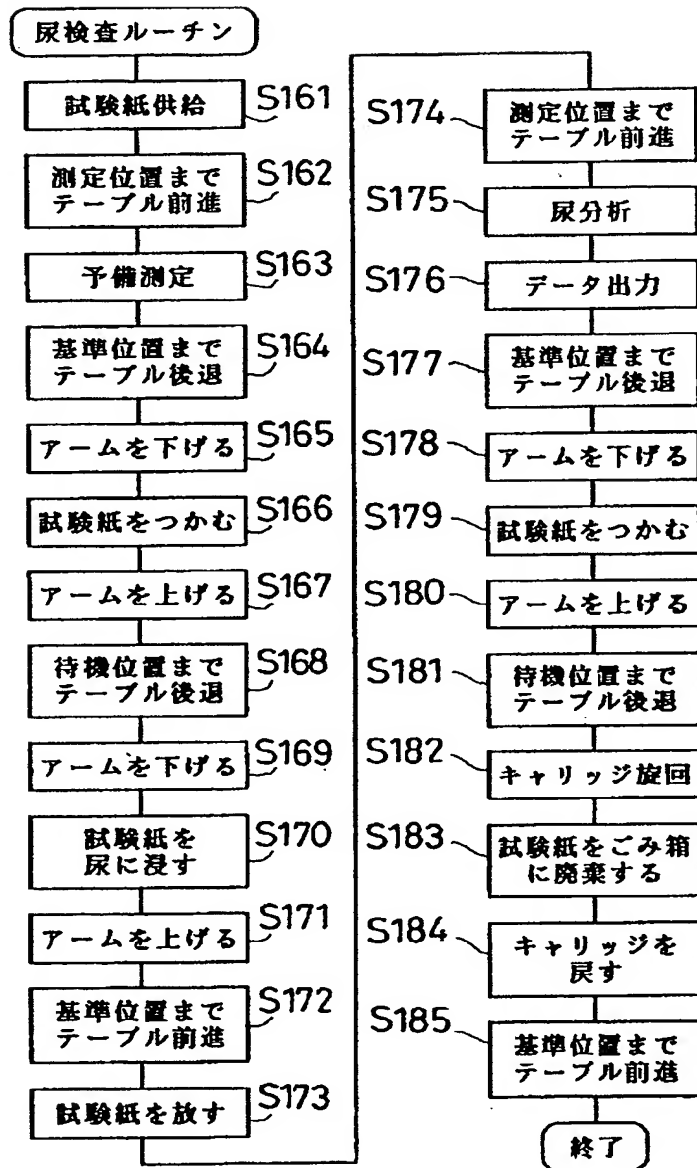 尿検査ルーチン
試験紙供給
S161
測定位置まで
テーブル前進
S162
予備測定
S163
基準位置まで
テーブル後退
S164
アームを下げる
S165
試験紙をつかむ
S166
アームを上げる
S167
待機位置まで
テーブル後退
S168
アームを下げる
S169
試験紙を
尿に浸す
S170
アームを上げる
S171
基準位置まで
テーブル前進
S172
試験紙を放す
S173
S174
測定位置まで
テーブル前進
S175
尿分析
S176
データ出力
S177
基準位置まで
テーブル後退
S178
アームを下げる
S179
試験紙をつかむ
S180
アームを上げる
S181
待機位置まで
テーブル後退
S182
キャリッジ旋回
S183
試験紙をごみ箱
に廃棄する
S184
キャリッジを
戻す
S185
基準位置まで
テーブル前進
終了